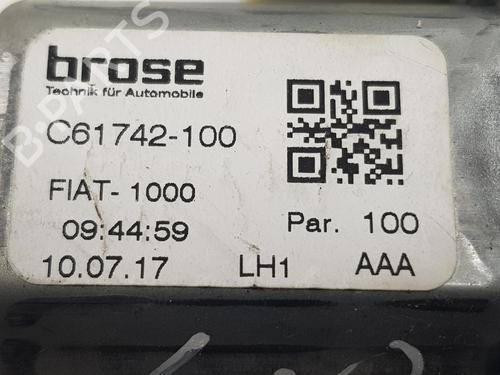 brose
Technik für Automobile
C61742-100
FIAT- 1000
09:44:59
Par. 100
10.07.17 LH1 AAA
B-PARTS